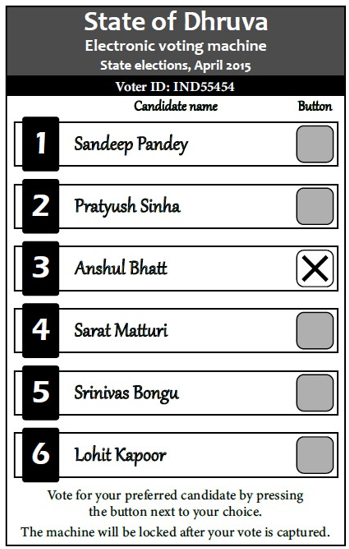 State of Dhruva
Electronic voting machine
State elections, April 2015
Voter ID: IND55454
Candidate name Button
1 Sandeep Pandey
2 Pratyush Sinha
3 Anshul Bhatt
4 Sarat Matturi
5 Srinivas Bongu
6 Lohit Kapoor
Vote for your preferred candidate by pressing
the button next to your choice.
The machine will be locked after your vote is captured.